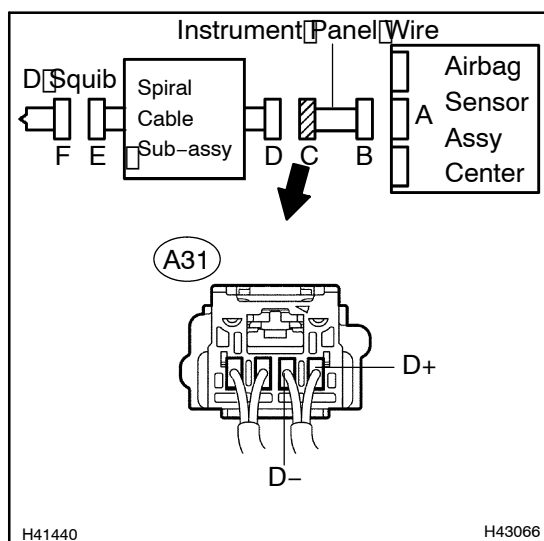 Instrument Panel Wire
D Squib
Spiral
Cable
Sub-assy
Airbag
Sensor
Assy
Center
A
F
E
D
C
B
A31
D+
D-
H41440
H43066